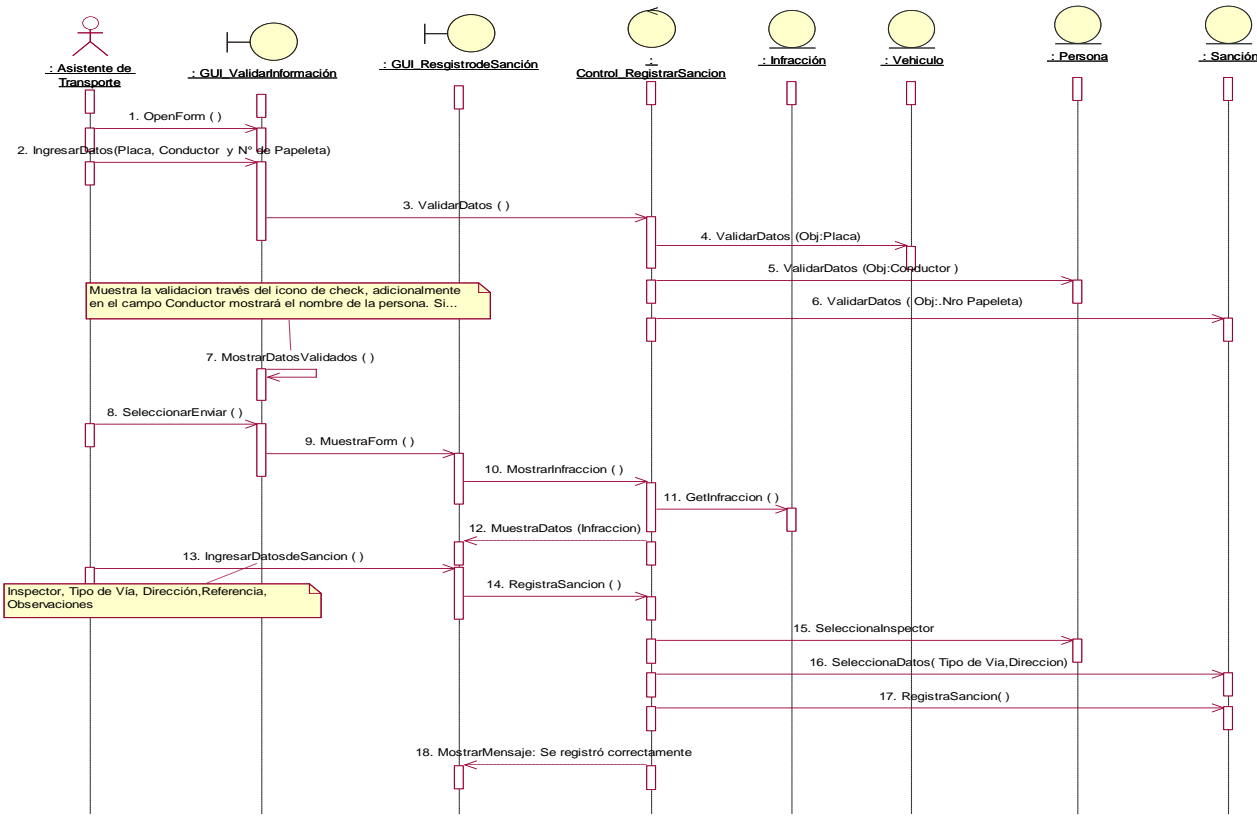 : Asistente de
Transporte
: GUI_ValidarInformación
: GUI_ResgistrodeSanción
:
Control_RegistrarSancion
: Infracción
: Vehiculo
: Persona
: Sanción
1. OpenForm ( )
2. IngresarDatos(Placa, Conductor y N° de Papeleta)
3. ValidarDatos ( )
4. ValidarDatos (Obj:Placa)
5. ValidarDatos (Obj:Conductor )
6. ValidarDatos ( Obj:.Nro Papeleta)
Muestra la validacion través del icono de check, adicionalmente
en el campo Conductor mostrará el nombre de la persona. Si...
7. MostrarDatosValidados ( )
8. SeleccionarEnviar ( )
9. MuestraForm ( )
10. MostrarInfraccion ( )
11. GetInfraccion ( )
12. MuestraDatos (Infraccion)
13. IngresarDatosdeSancion ( )
Inspector, Tipo de Vía, Dirección,Referencia,
Observaciones
14. RegistraSancion ( )
15. SeleccionaInspector
16. SeleccionaDatos( Tipo de Via,Direccion)
17. RegistraSancion( )
18. MostrarMensaje: Se registró correctamente